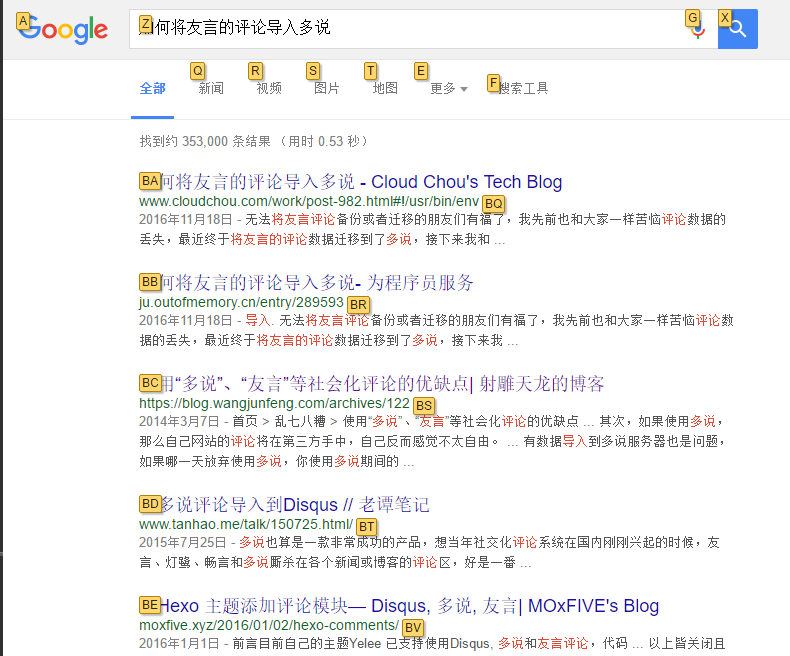 A Google
Z 何将友言的评论导入多说 G X
Q R S T E F
全部 新闻 视频 图片 地图 更多 搜索工具
找到约 353,000 条结果 （用时 0.53 秒）
BA 何将友言的评论导入多说 - Cloud Chou's Tech Blog
www.cloudchou.com/work/post-982.html#!/usr/bin/env BQ
2016年11月18日 - 无法将友言评论备份或者迁移的朋友们有福了，我先前也和大家一样苦恼评论数据的
丢失，最近终于将友言的评论数据迁移到了多说，接下来我和 ...
BB 何将友言的评论导入多说- 为程序员服务
ju.outofmemory.cn/entry/289593 BR
2016年11月18日 - 导入. 无法将友言评论备份或者迁移的朋友们有福了，我先前也和大家一样苦恼评论数
据的丢失，最近终于将友言的评论数据迁移到了多说，接下来我 ...
BC 用“多说”、“友言”等社会化评论的优缺点| 射雕天龙的博客
https://blog.wangjunfeng.com/archives/122 BS
2014年3月7日 - 首页 > 乱七八糟 > 使用“多说”、“友言”等社会化评论的优缺点 ... 其次，如果使用多说，
那么自己网站的评论将在第三方手中，自己反而感觉不太自由。 ... 有数据导入到多说服务器也是问题，
如果哪一天放弃使用多说，你使用多说期间的 ...
BD 多说评论导入到Disqus // 老谭笔记
www.tanhao.me/talk/150725.html/ BT
2015年7月25日 - 多说也算是一款非常成功的产品，想当年社交化评论系统在国内刚刚兴起的时候，友
言、灯鹭、畅言和多说厮杀在各个新闻或博客的评论区，好是一番 ...
BE Hexo 主题添加评论模块— Disqus, 多说, 友言| MOxFIVE's Blog
moxfive.xyz/2016/01/02/hexo-comments/ BV
2016年1月1日 - 前言目前自己的主题Yelee 已支持使用Disqus, 多说和友言评论，代码 ... 以上皆关闭且